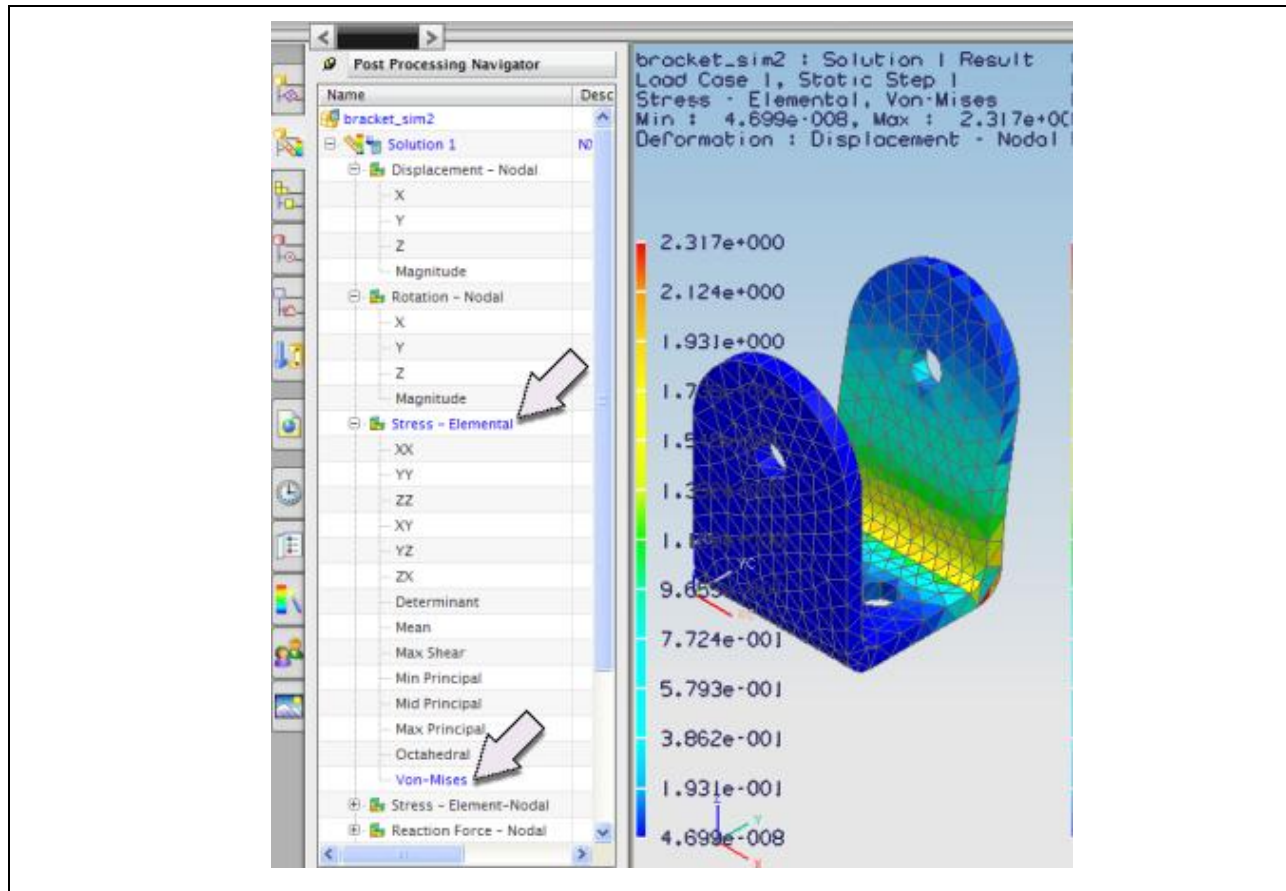 Post Processing Navigator
Name Desc
bracket_sim2
Solution 1
Displacement - Nodal
X
Y
Z
Magnitude
Rotation - Nodal
X
Y
Z
Magnitude
Stress - Elemental
XX
YY
ZZ
XY
YZ
ZX
Determinant
Mean
Max Shear
Min Principal
Mid Principal
Max Principal
Octahedral
Von-Mises
Stress - Element-Nodal
Reaction Force - Nodal
bracket_sim2 : Solution 1 Result
Load Case 1, Static Step 1
Stress - Elemental, Von-Mises
Min : 4.699e-008, Max : 2.317e+00
Deformation : Displacement - Nodal
2.317e+000
2.124e+000
1.931e+000
7.724e-001
5.793e-001
3.862e-001
1.931e-001
4.699e-008
YC
Z
Y
X